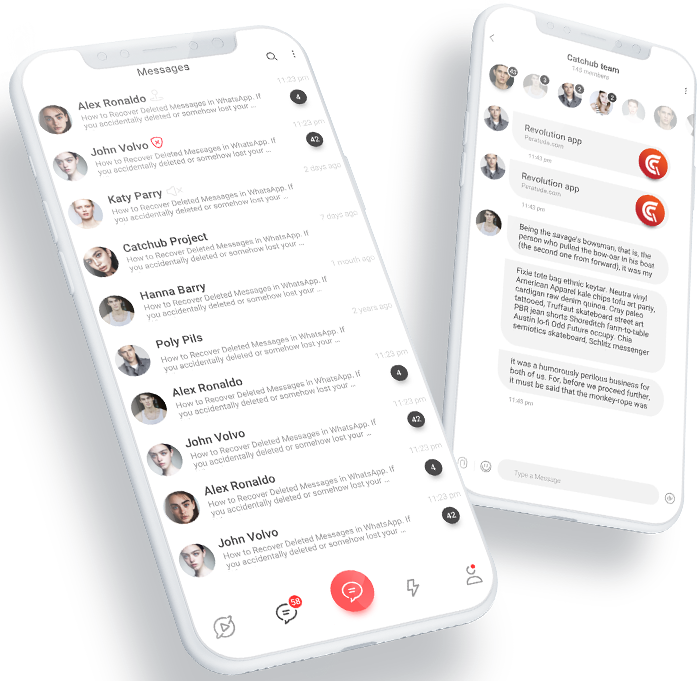 Messages
Alex Ronaldo
11:23 pm
How to Recover Deleted Messages in WhatsApp. If
you accidentally deleted or somehow lost your ...
4
John Volvo
11:23 pm
How to Recover Deleted Messages in WhatsApp. If
you accidentally deleted or somehow lost your ...
42
Katy Parry
2 days ago
How to Recover Deleted Messages in WhatsApp. If
you accidentally deleted or somehow lost your ...
Catchub Project
7 days ago
How to Recover Deleted Messages in WhatsApp. If
you accidentally deleted or somehow lost your ...
Hanna Barry
1 mouth ago
How to Recover Deleted Messages in WhatsApp. If
you accidentally deleted or somehow lost your ...
Poly Pils
2 years ago
How to Recover Deleted Messages in WhatsApp. If
you accidentally deleted or somehow lost your ...
Alex Ronaldo
11:23 pm
How to Recover Deleted Messages in WhatsApp. If
you accidentally deleted or somehow lost your ...
4
John Volvo
11:23 pm
How to Recover Deleted Messages in WhatsApp. If
you accidentally deleted or somehow lost your ...
42
Alex Ronaldo
11:23 pm
How to Recover Deleted Messages in WhatsApp. If
you accidentally deleted or somehow lost your ...
4
John Volvo
11:23 pm
How to Recover Deleted Messages in WhatsApp. If
you accidentally deleted or somehow lost your ...
42
58
Catchub team
145 members
Revolution app
Peratuda.com
11:43 pm
Revolution app
Peratuda.com
11:43 pm
Being the savage's bowsman, that is, the
person who pulled the bow-oar in his boat
(the second one from forward), it was my
Fixie tote bag ethnic keytar. Neutra vinyl
American Apparel kale chips tofu art party,
cardigan raw denim quinoa. Cray paleo
tattooed, Truffaut skateboard street art
PBR jean shorts Shoreditch farm-to-table
Austin lo-fi Odd Future occupy. Chia
semiotics skateboard, Schlitz messenger
it was a humorously perilous business for
both of us. For, before we proceed further,
it must be said that the monkey-rope was
11:43 pm
Type a Message